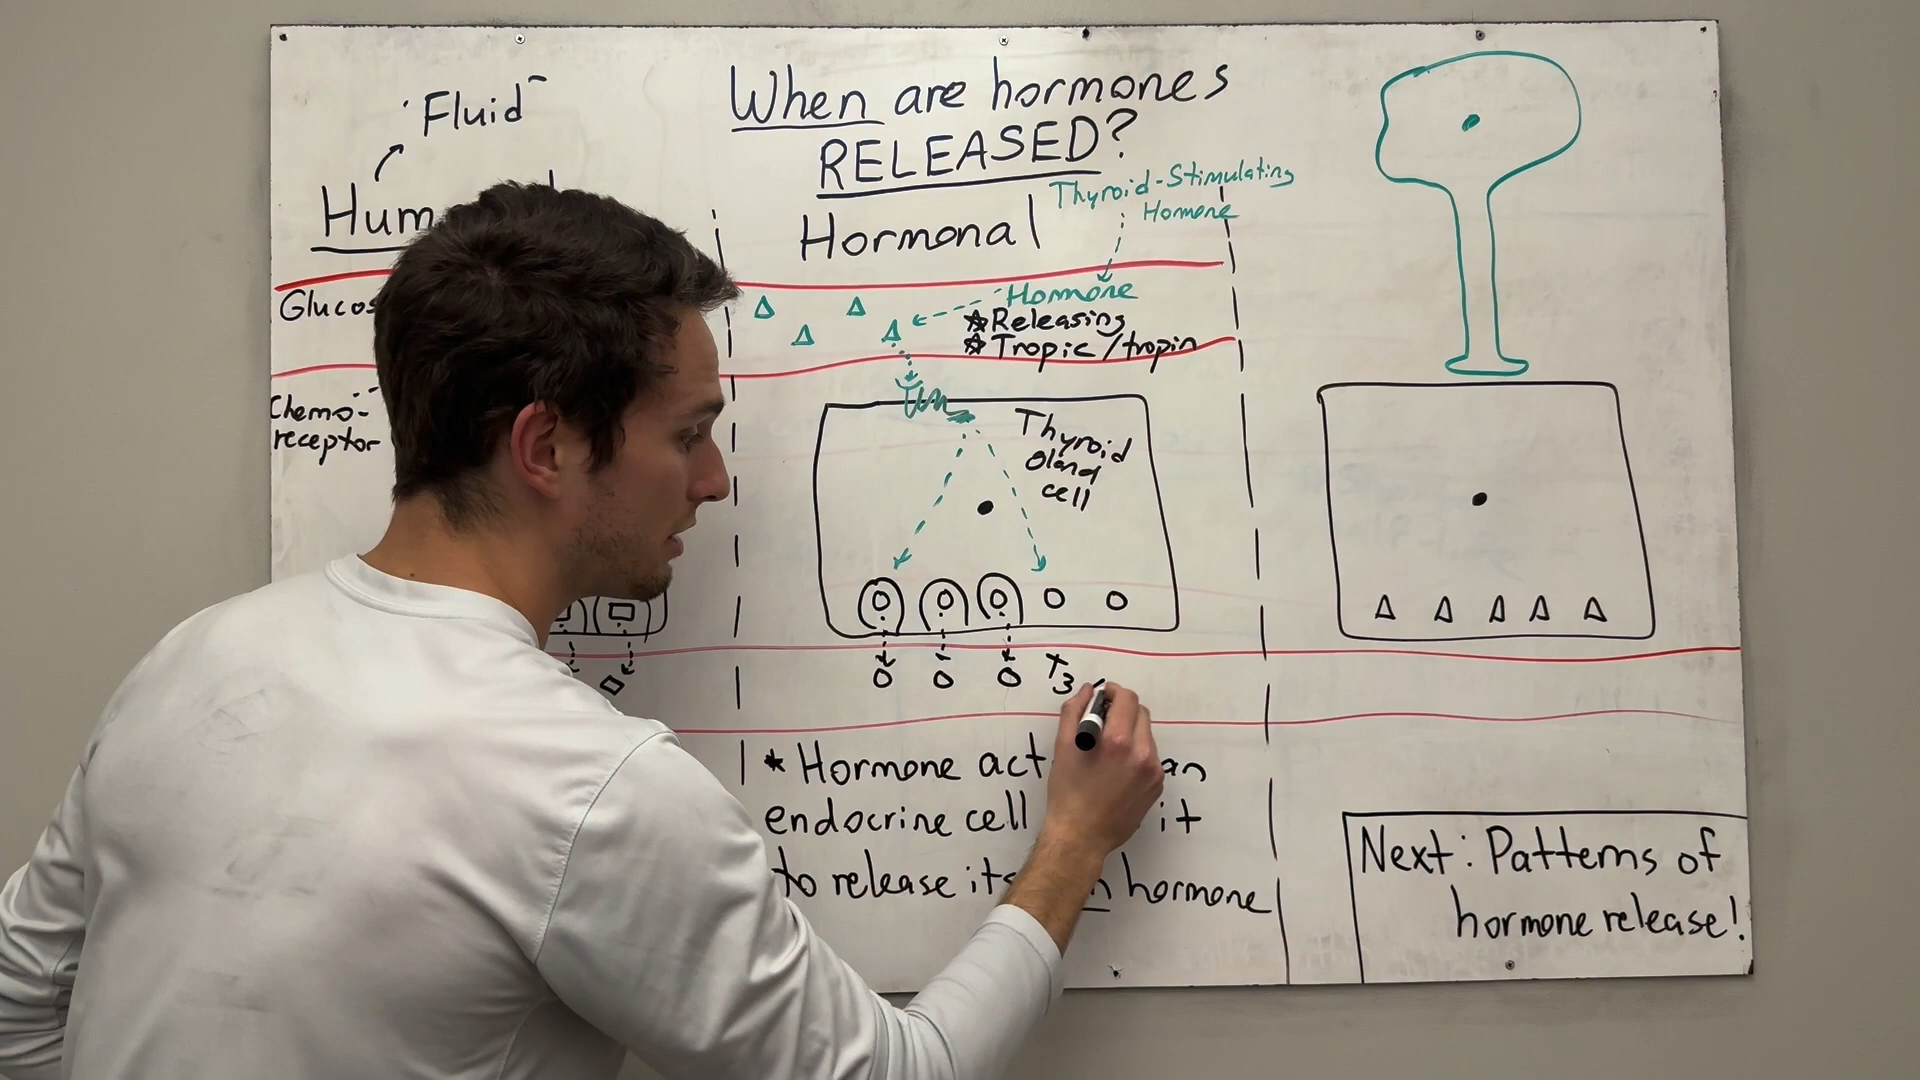 When are hormones
RELEASED?
'Fluid"
Hum
Glucos
Chemo-
receptor
Hormonal
Thyroid-Stimulating
Hormone
Hormone
Releasing
Tropic/tropin
Thyroid
Gland
cell
T3
* Hormone act an
endocrine cell it
to release its hormone
Next: Patterns of
hormone release!